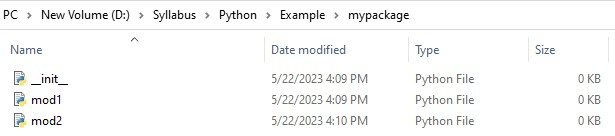 PC > New Volume (D:) > Syllabus > Python > Example > mypackage
Name Date modified Type Size
__init__ 5/22/2023 4:09 PM Python File 0 KB
mod1 5/22/2023 4:09 PM Python File 0 KB
mod2 5/22/2023 4:10 PM Python File 0 KB